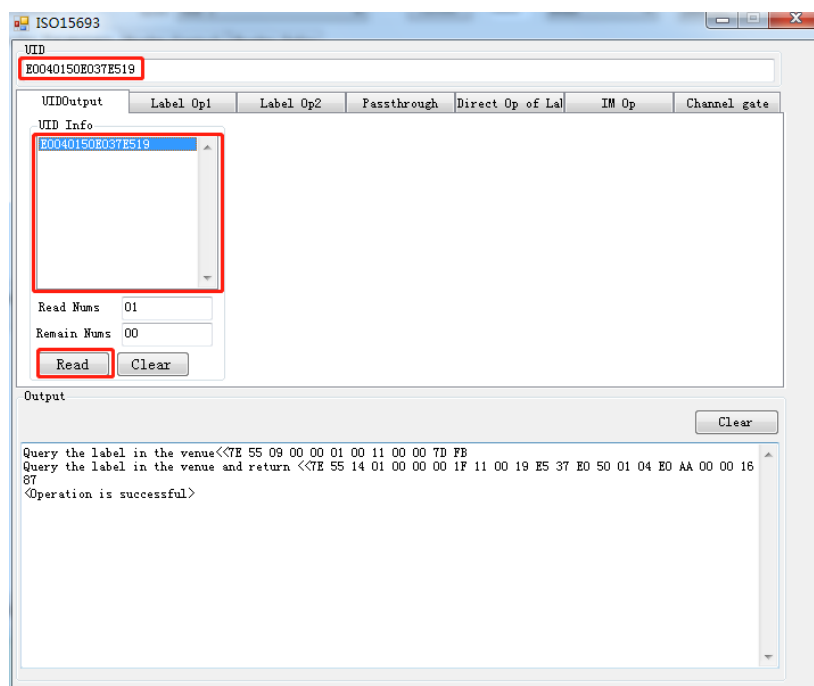 ISO15693
UID
E0040150E037E519
UIDOutput Label Op1 Label Op2 Passthrough Direct Op of Lal IM Op Channel gate
UID Info
E0040150E037E519
Read Nums 01
Remain Nums 00
Read Clear
Output
Clear
Query the label in the venue<<7E 55 09 00 00 01 00 11 00 00 7D FB
Query the label in the venue and return <<7E 55 14 01 00 00 00 1F 11 00 19 E5 37 E0 50 01 04 E0 AA 00 00 16
87
<Operation is successful>